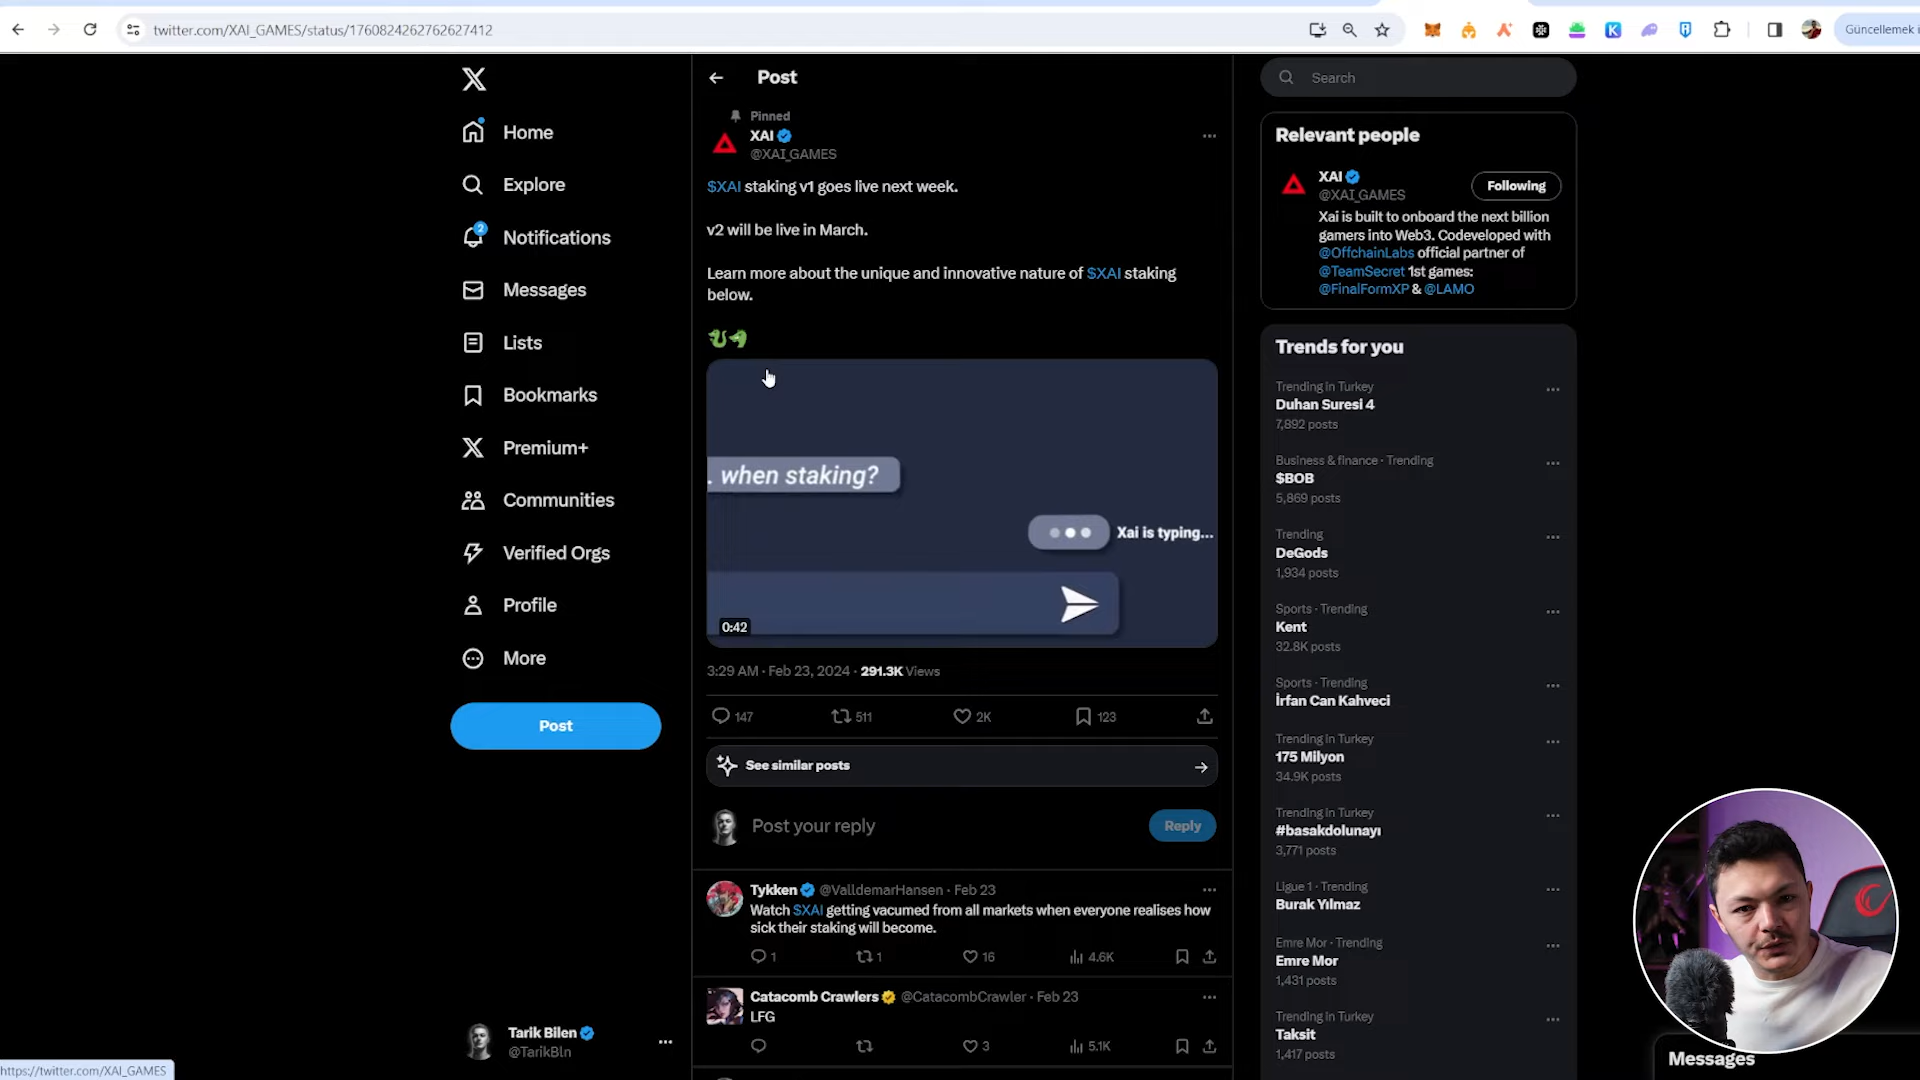 twitter.com/XAI_GAMES/status/1760824262762627412
Güncellemek i
Home
Explore
2
Notifications
Messages
Lists
Bookmarks
Premium+
Communities
Verified Orgs
Profile
More
Post
Tarik Bilen
@TarikBln
https://twitter.com/XAI_GAMES
Post
Pinned
XAI
@XAI_GAMES
$XAI staking v1 goes live next week.
v2 will be live in March.
Learn more about the unique and innovative nature of $XAI staking
below.
. when staking?
Xai is typing...
0:42
3:29 AM · Feb 23, 2024 · 291.3K Views
147 511 2K 123
See similar posts
Post your reply
Reply
Tykken @ValldemarHansen · Feb 23
Watch $XAI getting vacumed from all markets when everyone realises how
sick their staking will become.
1 1 16 4.6K
Catacomb Crawlers @CatacombCrawler · Feb 23
LFG
3 5.1K
Search
Relevant people
XAI
@XAI_GAMES
Following
Xai is built to onboard the next billion
gamers into Web3. Codeveloped with
@OffchainLabs official partner of
@TeamSecret 1st games:
@FinalFormXP & @LAMO
Trends for you
Trending in Turkey
Duhan Suresi 4
7,892 posts
Business & finance · Trending
$BOB
5,869 posts
Trending
DeGods
1,934 posts
Sports · Trending
Kent
32.8K posts
Sports · Trending
İrfan Can Kahveci
Trending in Turkey
175 Milyon
34.9K posts
Trending in Turkey
#basakdolunayı
3,771 posts
Ligue 1 · Trending
Burak Yılmaz
Emre Mor · Trending
Emre Mor
1,431 posts
Trending in Turkey
Taksit
1,417 posts
Messages